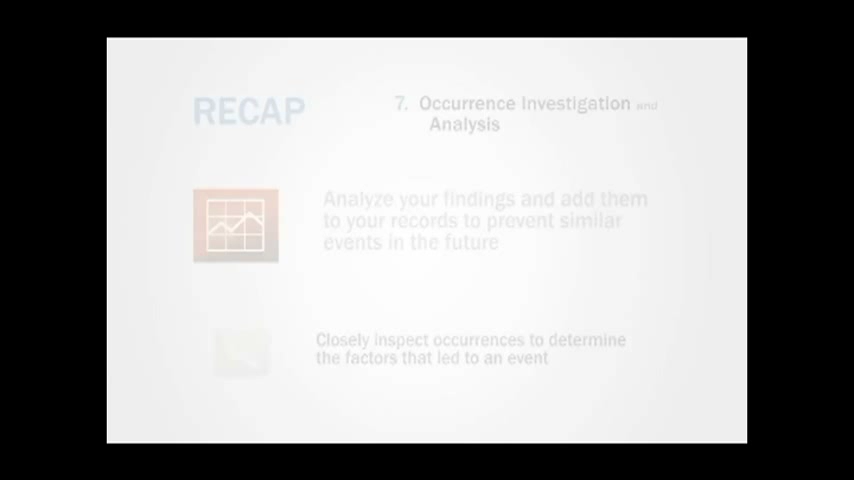 RECAP
7. Occurrence Investigation and
Analysis
Analyze your findings and add them
to your records to prevent similar
events in the future
Closely inspect occurrences to determine
the factors that led to an event